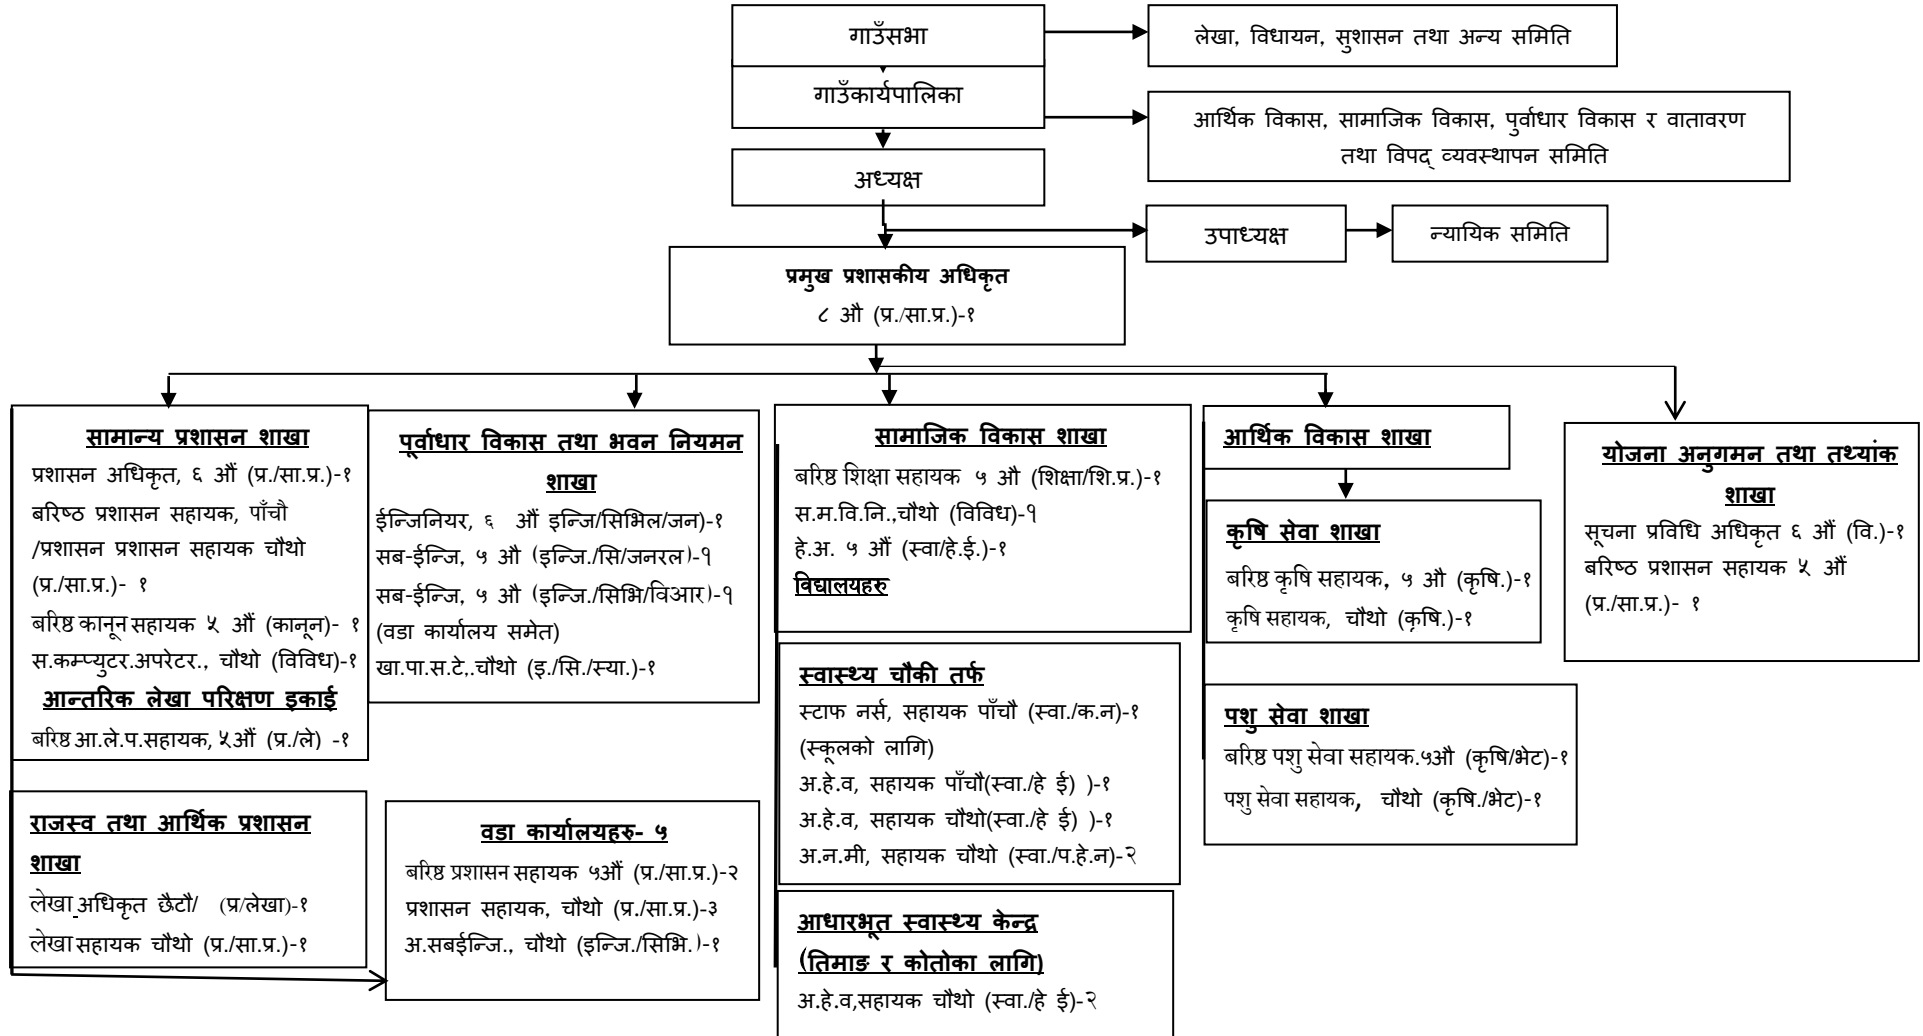 गाउँसभा
लेखा, विधायन, सुशासन तथा अन्य समिति
गाउँकार्यपालिका
आर्थिक विकास, सामाजिक विकास, पुर्वाधार विकास र वातावरण
तथा विपद् व्यवस्थापन समिति
अध्यक्ष
उपाध्यक्ष
न्यायिक समिति
प्रमुख प्रशासकीय अधिकृत
८ औ (प्र./सा.प्र.)-१
सामान्य प्रशासन शाखा
प्रशासन अधिकृत, ६ औं (प्र./सा.प्र.)-१
बरिष्ठ प्रशासन सहायक, पाँचौ
/प्रशासन प्रशासन सहायक चौथो
(प्र./सा.प्र.)- १
बरिष्ठ कानून सहायक ५ औं (कानून)- १
स.कम्प्युटर.अपरेटर., चौथो (विविध)-१
आन्तरिक लेखा परिक्षण इकाई
बरिष्ठ आ.ले.प.सहायक, ५औं (प्र./ले) -१
राजस्व तथा आर्थिक प्रशासन
शाखा
लेखा अधिकृत छैटौ/ (प्र/लेखा)-१
लेखा सहायक चौथो (प्र./सा.प्र.)-१
पूर्वाधार विकास तथा भवन नियमन
शाखा
ईन्जिनियर, ६ औं इन्जि/सिभिल/जन)-१
सब-ईन्जि, ५ औ (इन्जि./सि/जनरल)-१
सब-ईन्जि, ५ औ (इन्जि./सिभि/विआर)-१
(वडा कार्यालय समेत)
खा.पा.स.टे.,चौथो (इ./सि./स्या.)-१
वडा कार्यालयहरु- ५
बरिष्ठ प्रशासन सहायक ५औं (प्र./सा.प्र.)-२
प्रशासन सहायक, चौथो (प्र./सा.प्र.)-३
अ.सबईन्जि., चौथो (इन्जि./सिभि.)-१
सामाजिक विकास शाखा
बरिष्ठ शिक्षा सहायक ५ औ (शिक्षा/शि.प्र.)-१
स.म.वि.नि.,चौथो (विविध)-१
हे.अ. ५ औं (स्वा/हे.ई.)-१
विद्यालयहरु
स्वास्थ्य चौकी तर्फ
स्टाफ नर्स, सहायक पाँचौ (स्वा./क.न)-१
(स्कूलको लागि)
अ.हे.व, सहायक पाँचौ(स्वा./हे ई) )-१
अ.हे.व, सहायक चौथो(स्वा./हे ई) )-१
अ.न.मी, सहायक चौथो (स्वा./प.हे.न)-२
आधारभूत स्वास्थ्य केन्द्र
(तिमाङ र कोतोका लागि)
अ.हे.व,सहायक चौथो (स्वा./हे ई)-२
आर्थिक विकास शाखा
कृषि सेवा शाखा
बरिष्ठ कृषि सहायक, ५ औ (कृषि.)-१
कृषि सहायक, चौथो (कृषि.)-१
पशु सेवा शाखा
बरिष्ठ पशु सेवा सहायक.५औ (कृषि/भेट)-१
पशु सेवा सहायक, चौथो (कृषि./भेट)-१
योजना अनुगमन तथा तथ्यांक
शाखा
सूचना प्रविधि अधिकृत ६ औं (वि.)-१
बरिष्ठ प्रशासन सहायक ५ औं
(प्र./सा.प्र.)- १